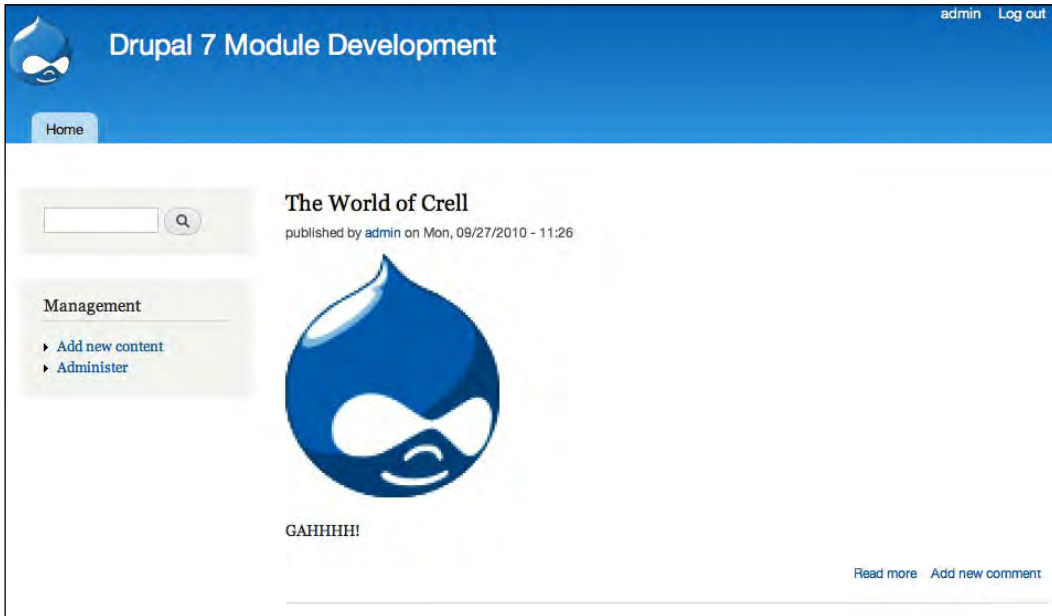 admin Log out
Drupal 7 Module Development
Home
The World of Crell
published by admin on Mon, 09/27/2010 - 11:26
Management
Add new content
Administer
GAHHHH!
Read more Add new comment